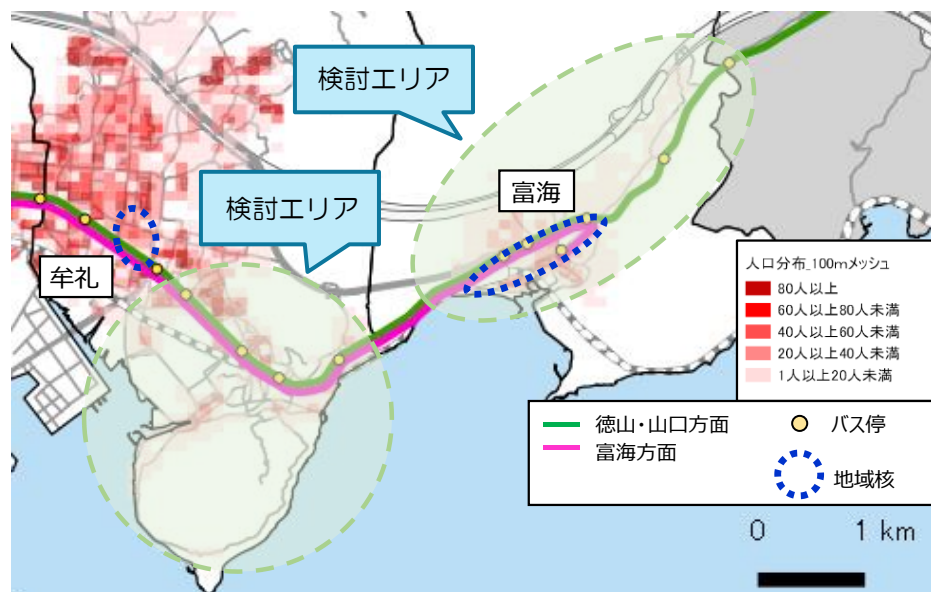 検討エリア
検討エリア
富海
牟礼
人口分布_100mメッシュ
80人以上
60人以上80人未満
40人以上60人未満
20人以上40人未満
1人以上20人未満
徳山・山口方面
バス停
富海方面
地域核
0 1 km